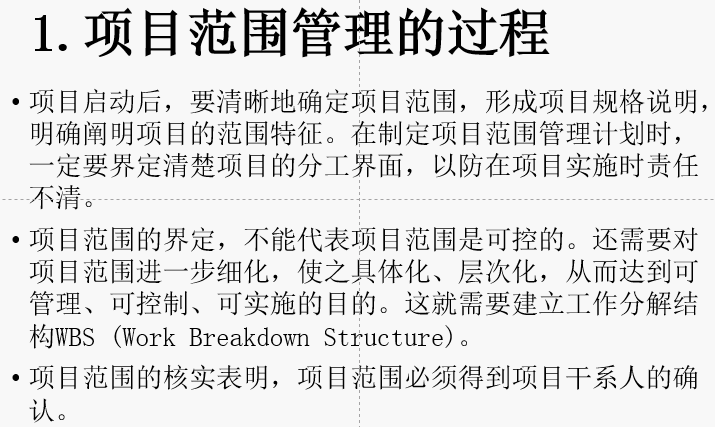 1. 项目范围管理的过程
• 项目启动后，要清晰地确定项目范围，形成项目规格说明，
明确阐明项目的范围特征。在制定项目范围管理计划时，
一定要界定清楚项目的分工界面，以防在项目实施时责任
不清。
• 项目范围的界定，不能代表项目范围是可控的。还需要对
项目范围进一步细化，使之具体化、层次化，从而达到可
管理、可控制、可实施的目的。这就需要建立工作分解结
构WBS (Work Breakdown Structure)。
• 项目范围的核实表明，项目范围必须得到项目干系人的确
认。